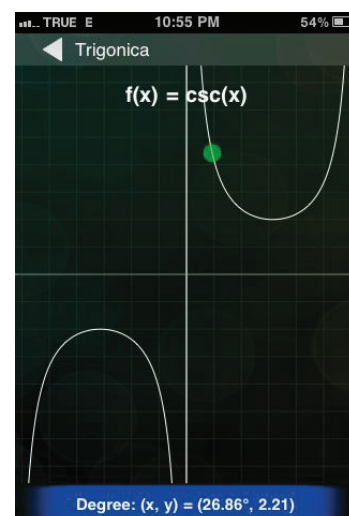 TRUE E 10:55 PM 54%
Trigonica
f(x) = csc(x)
Degree: (x, y) = (26.86°, 2.21)